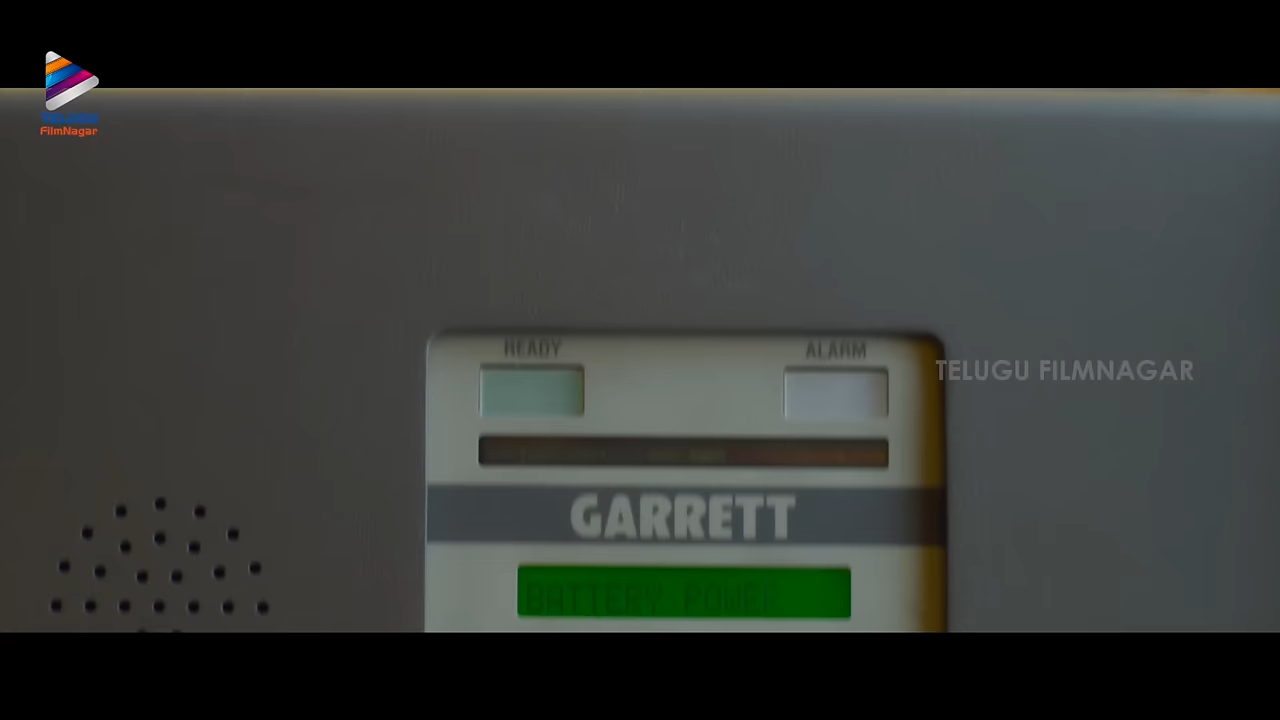 TELUGU
FilmNagar
READY
ALARM
TELUGU FILMNAGAR
GARRETT
BATTERY POWER